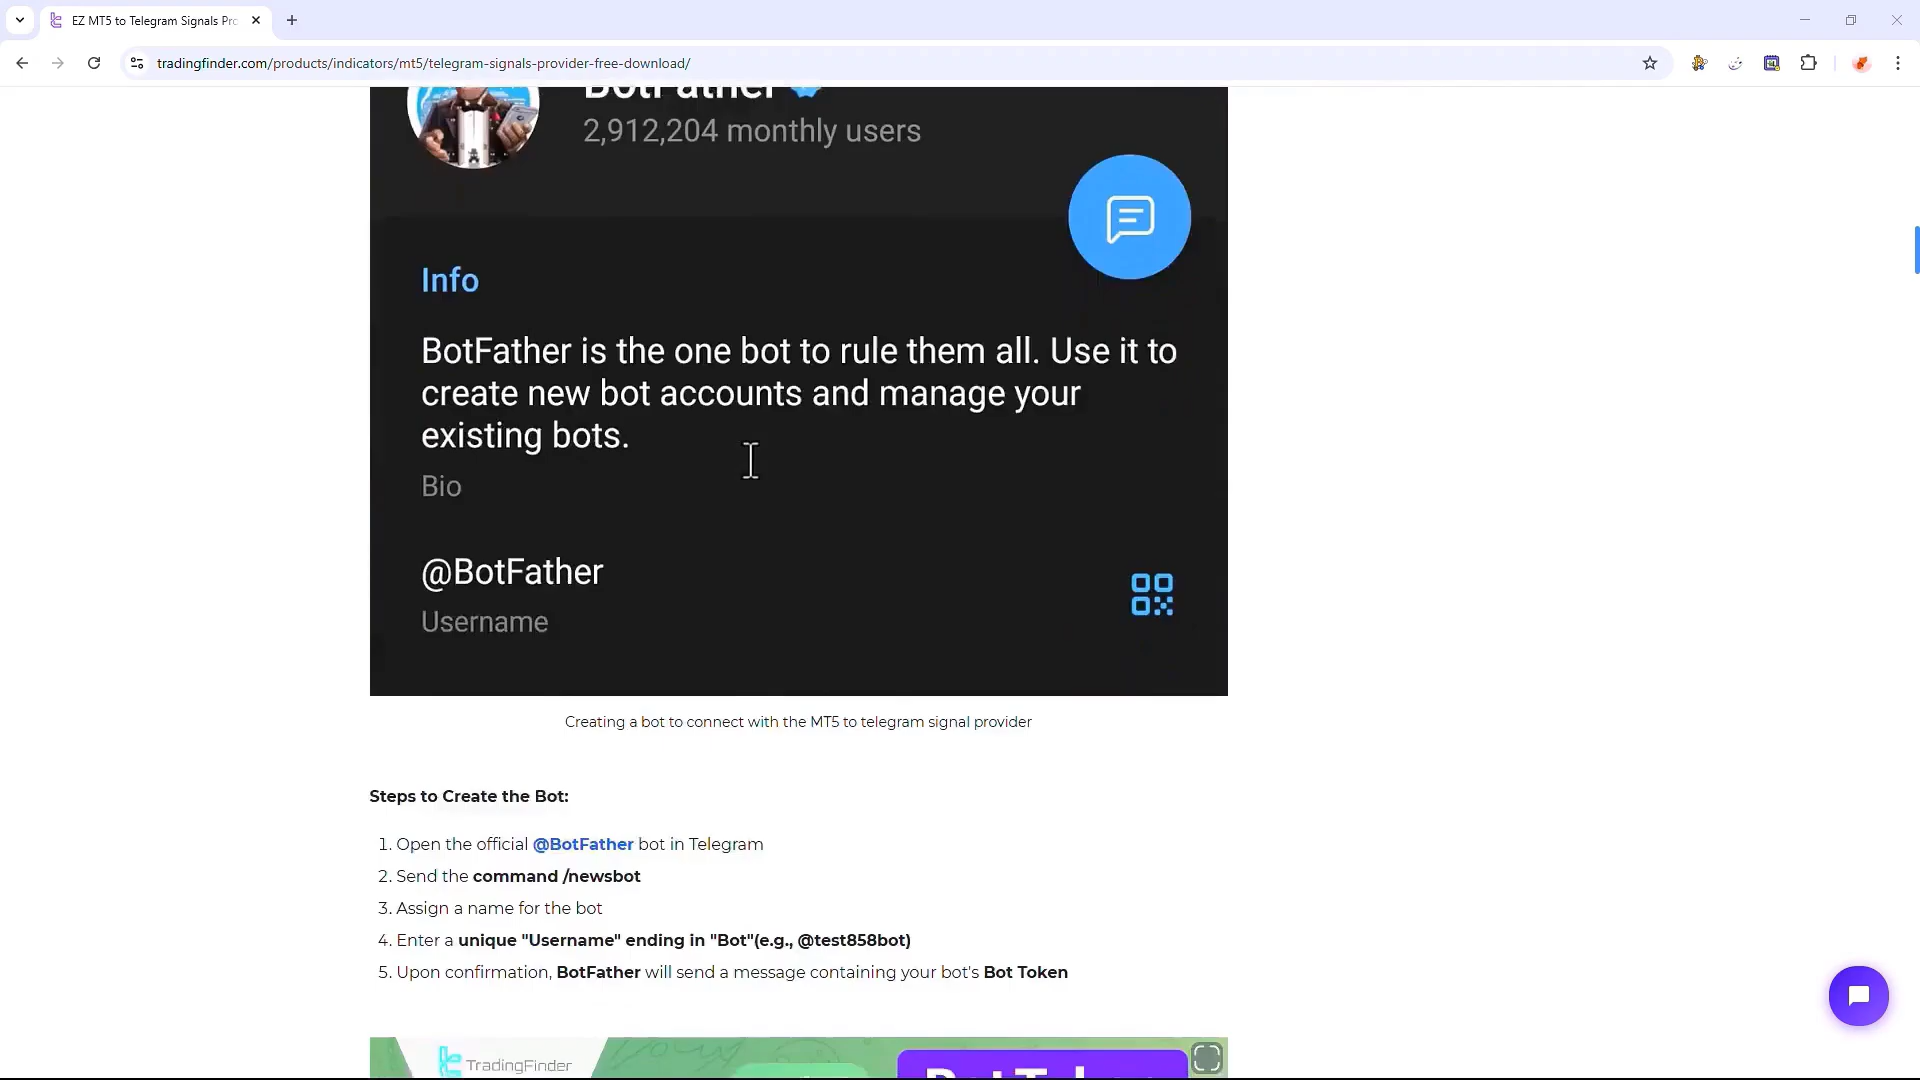 EZ MT5 to Telegram Signals Pro
tradingfinder.com/products/indicators/mt5/telegram-signals-provider-free-download/
BotFather
2,912,204 monthly users
Info
BotFather is the one bot to rule them all. Use it to
create new bot accounts and manage your
existing bots.
Bio
@BotFather
Username
Creating a bot to connect with the MT5 to telegram signal provider
Steps to Create the Bot:
1. Open the official @BotFather bot in Telegram
2. Send the command /newsbot
3. Assign a name for the bot
4. Enter a unique "Username" ending in "Bot"(e.g., @test858bot)
5. Upon confirmation, BotFather will send a message containing your bot's Bot Token
TradingFinder